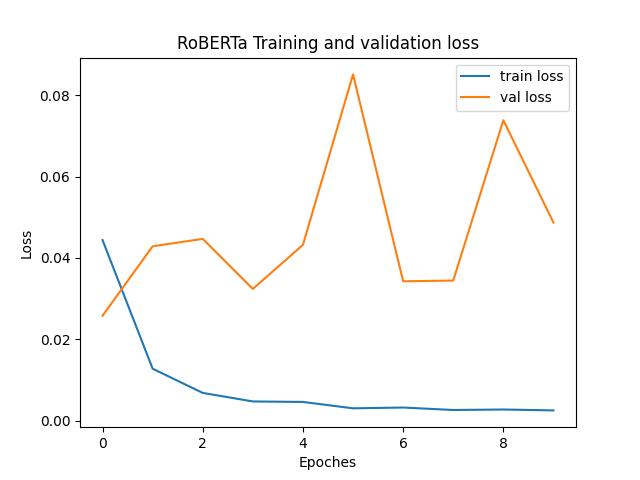 RoBERTa Training and validation loss
train loss
val loss
0.08
0.06
0.04
0.02
0.00
Loss
0 2 4 6 8
Epoches